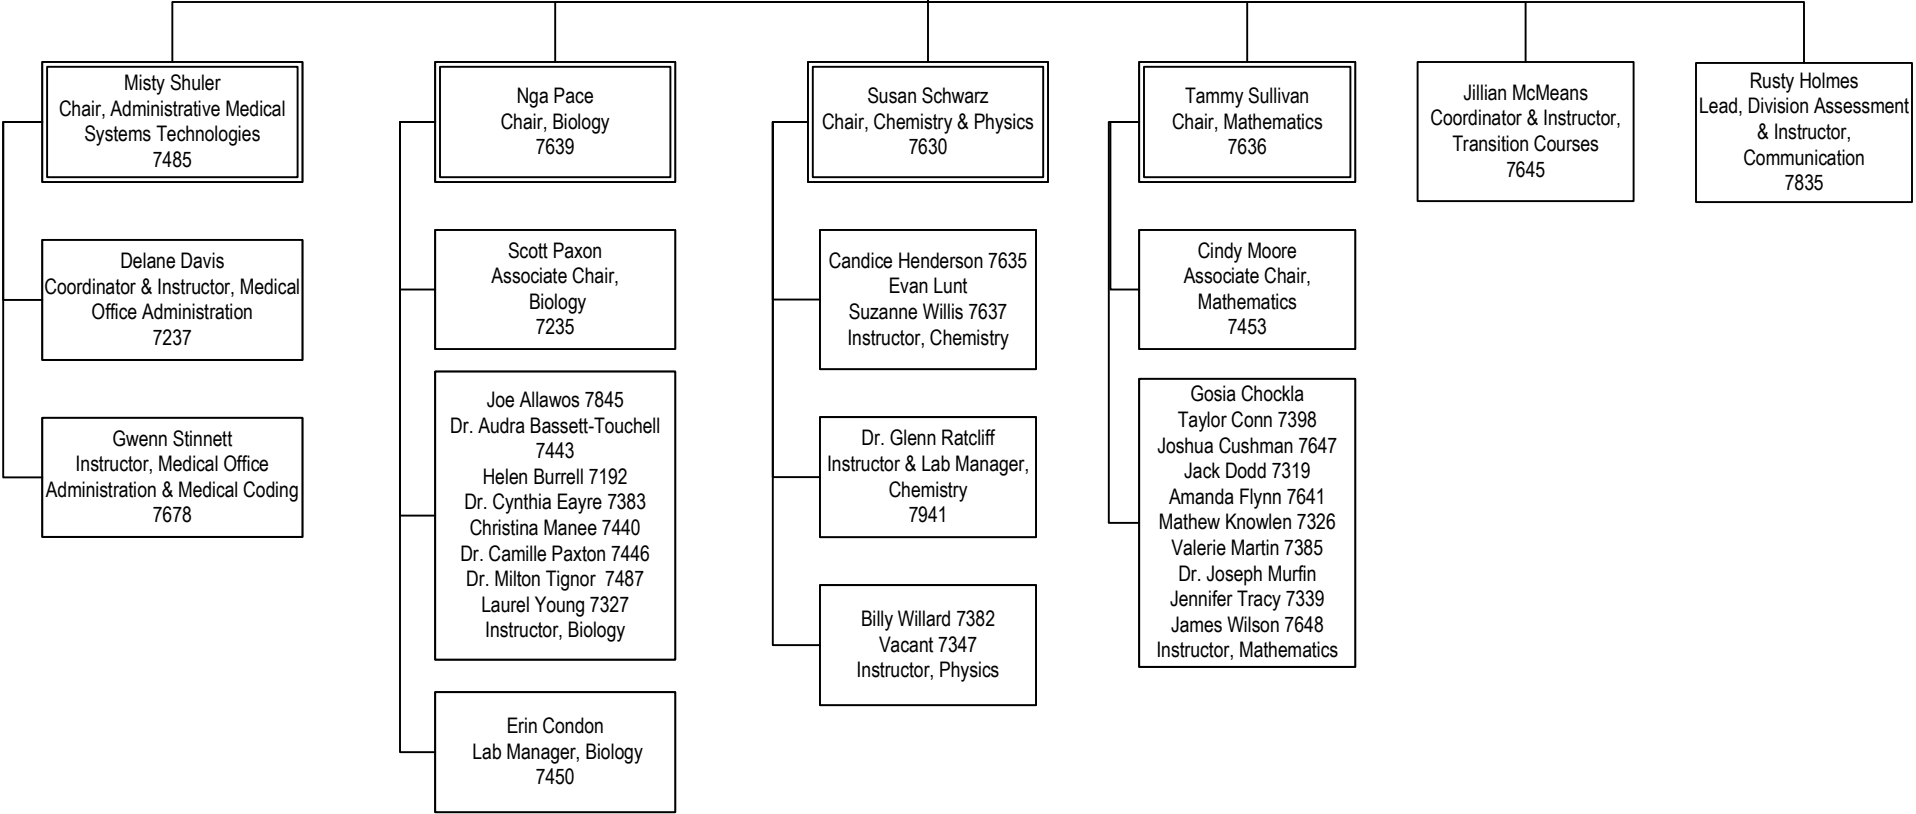 Misty Shuler
Chair, Administrative Medical
Systems Technologies
7485
Delane Davis
Coordinator & Instructor, Medical
Office Administration
7237
Gwenn Stinnett
Instructor, Medical Office
Administration & Medical Coding
7678
Nga Pace
Chair, Biology
7639
Scott Paxon
Associate Chair,
Biology
7235
Joe Allawos 7845
Dr. Audra Bassett-Touchell
7443
Helen Burrell 7192
Dr. Cynthia Eayre 7383
Christina Manee 7440
Dr. Camille Paxton 7446
Dr. Milton Tignor  7487
Laurel Young 7327
Instructor, Biology
Erin Condon
Lab Manager, Biology
7450
Susan Schwarz
Chair, Chemistry & Physics
7630
Candice Henderson 7635
Evan Lunt
Suzanne Willis 7637
Instructor, Chemistry
Dr. Glenn Ratcliff
Instructor & Lab Manager,
Chemistry
7941
Billy Willard 7382
Vacant 7347
Instructor, Physics
Tammy Sullivan
Chair, Mathematics
7636
Cindy Moore
Associate Chair,
Mathematics
7453
Gosia Chockla
Taylor Conn 7398
Joshua Cushman 7647
Jack Dodd 7319
Amanda Flynn 7641
Mathew Knowlen 7326
Valerie Martin 7385
Dr. Joseph Murfin
Jennifer Tracy 7339
James Wilson 7648
Instructor, Mathematics
Jillian McMeans
Coordinator & Instructor,
Transition Courses
7645
Rusty Holmes
Lead, Division Assessment
& Instructor,
Communication
7835